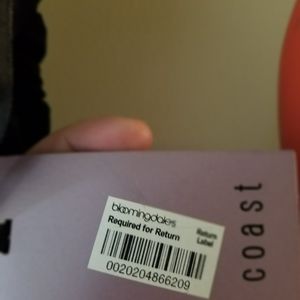 bloomingdale's
Required for Return
Return
Label
0020204866209
coast